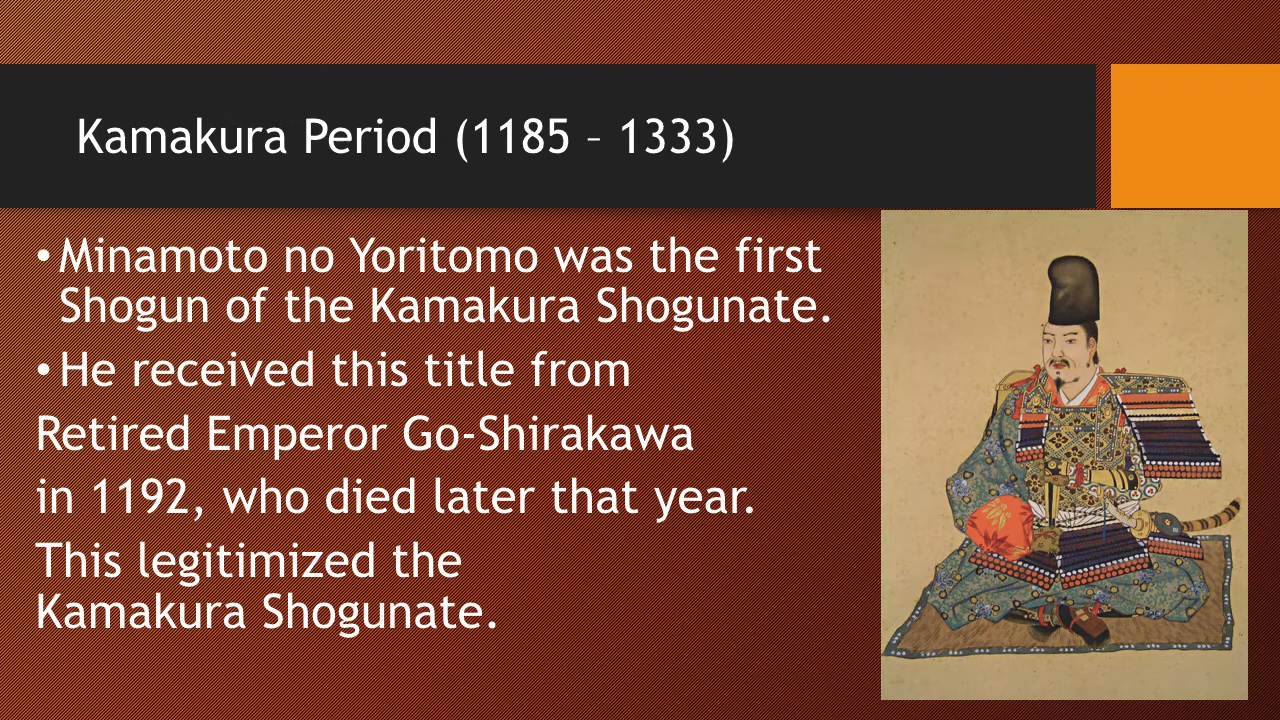 Kamakura Period (1185 – 1333)
• Minamoto no Yoritomo was the first
Shogun of the Kamakura Shogunate.
• He received this title from
Retired Emperor Go-Shirakawa
in 1192, who died later that year.
This legitimized the
Kamakura Shogunate.